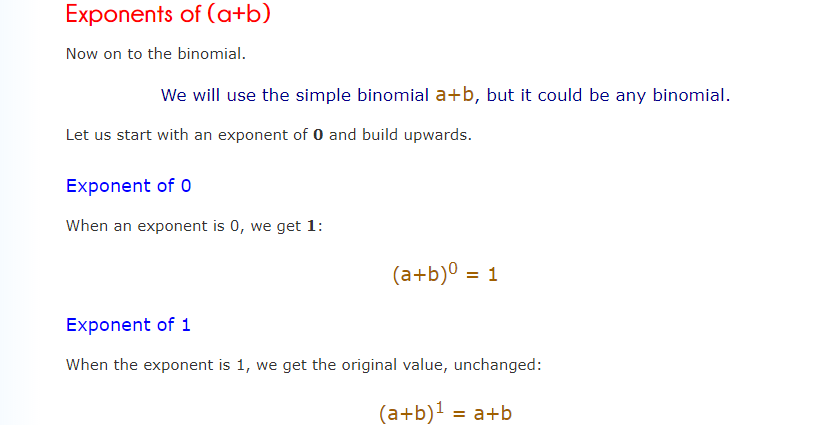 Exponents of (a+b)
Now on to the binomial.
We will use the simple binomial a+b, but it could be any binomial.
Let us start with an exponent of 0 and build upwards.
Exponent of 0
When an exponent is 0, we get 1:
(a+b)⁰ = 1
Exponent of 1
When the exponent is 1, we get the original value, unchanged:
(a+b)¹ = a+b